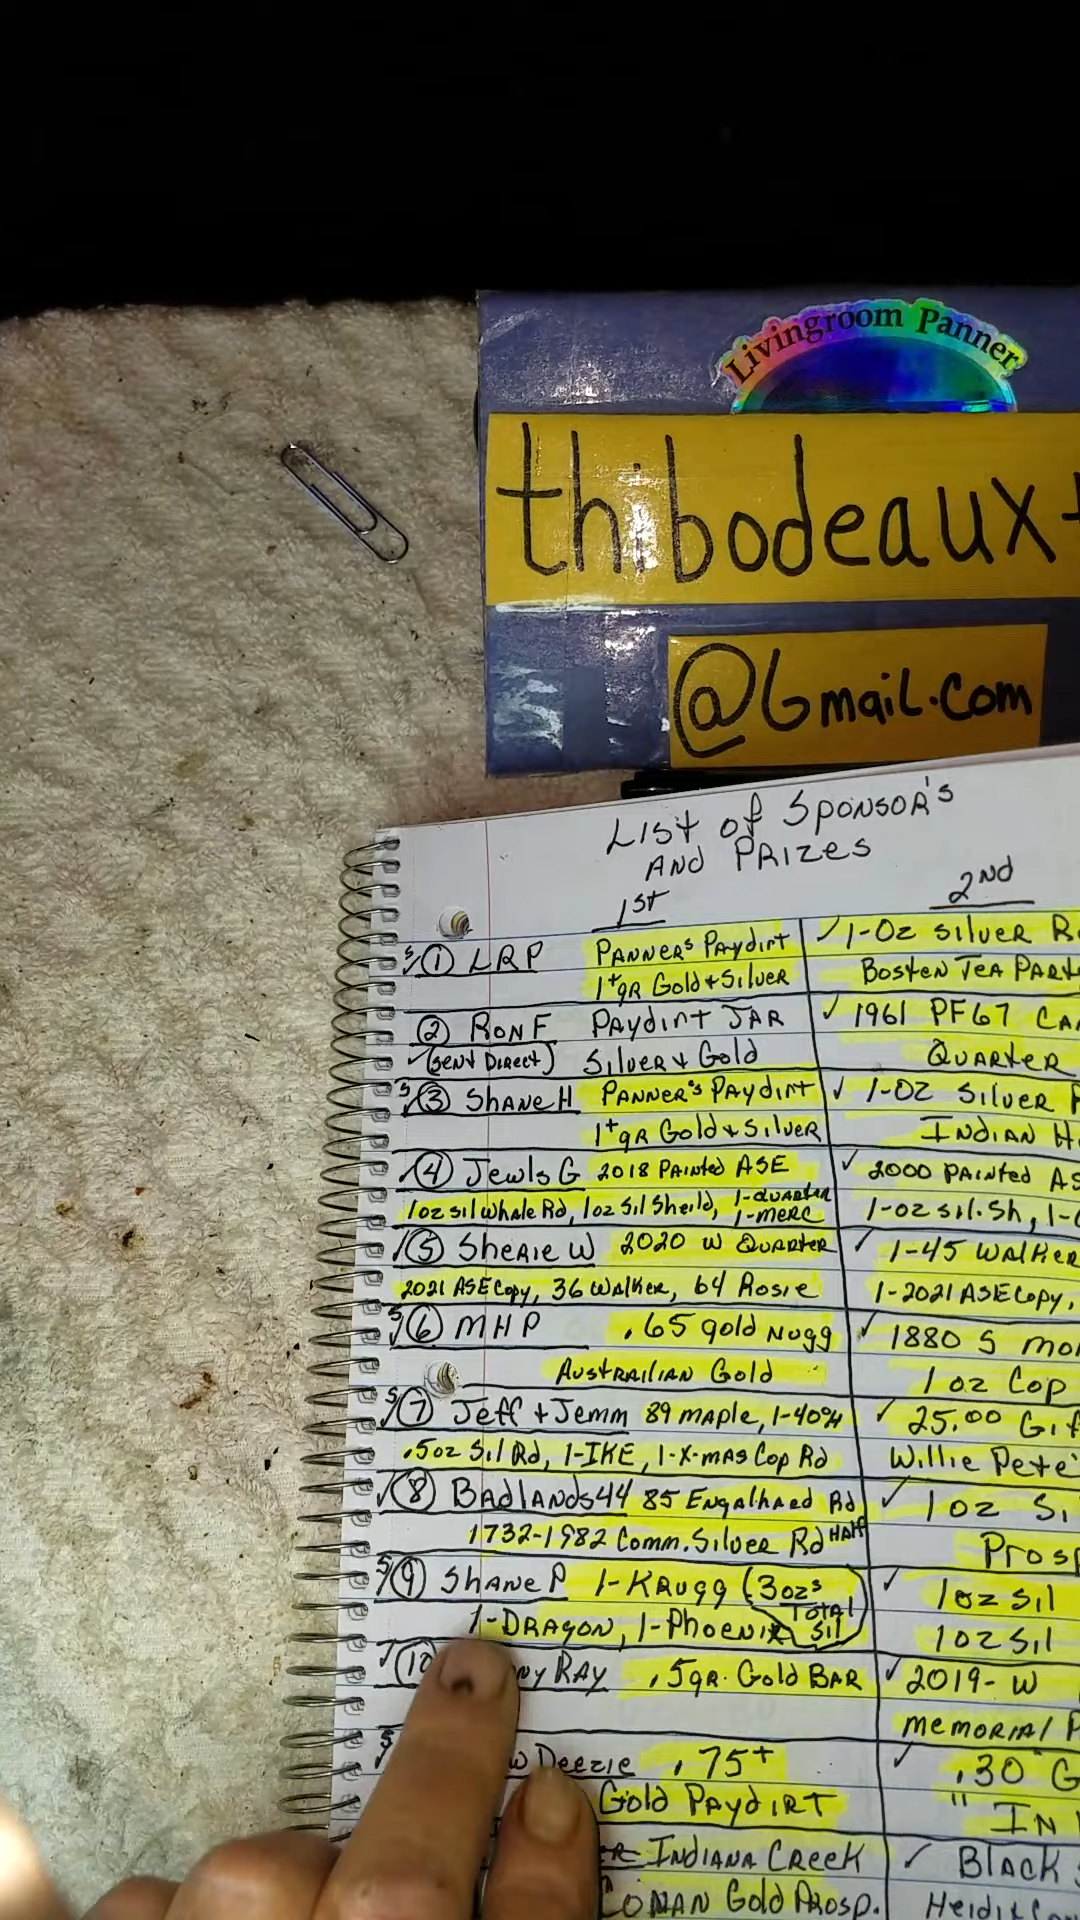 Livingroom Panner
thibodeaux
@Gmail.com
List of Sponsor's
AND Prizes
1st 2ND
S✓ 1 LRP Panners Paydirt ✓ 1-Oz silver
1+gr Gold + Silver Bosten Tea
2 RonF Paydirt Jar ✓ 1961 PF67
✓ (Sent Direct) Silver + Gold Quarter
S✓ 3 Shane H Panner's Paydirt ✓ 1-Oz Silver
1+gr Gold & Silver Indian
✓ 4 Jewls G 2018 Painted ASE ✓ 2000 Painted
1oz sil Whale Rd, 1oz Sil Sheild, 1-Quarter 1-oz sil. Sh, 1-
1-Merc
✓ 5 Sherie W 2020 W Quarter ✓ 1-45 Walker
2021 ASE Copy, 36 Walker, 64 Rosie 1-2021 ASE Copy,
S✓ 6 MHP .65 gold Nugg ✓ 1880 S
Austrailian Gold 1 oz Cop
S✓ 7 Jeff + Jemm 89 maple, 1-40% ✓ 25.00
.5oz Sil Rd, 1-IKE, 1-X-mas Cop Rd Willie Pete
✓ 8 Badlands44 85 Engalhard Rd ✓ 1oz
1732-1982 Comm. Silver Rd Half
S✓ 9 Shane P 1-Krugg (3ozs ✓ 1oz Sil
Total
1-Dragon, 1-Phoenix Sil 1oz Sil
✓ Ray .5gr. Gold Bar ✓ 2019-W
Memorial
S Deezie .75+ ✓ .30
Gold Paydirt " IN
Indiana Creek ✓ Black
Gold Prosp.